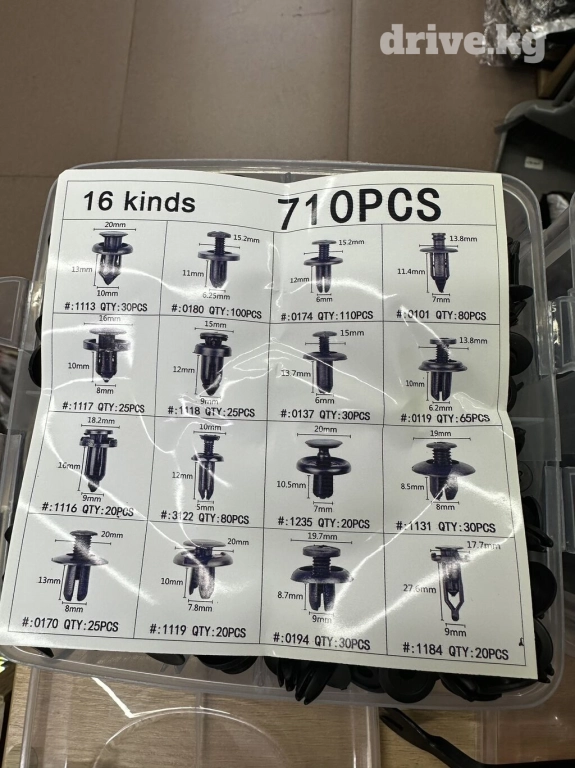 drive.kg
16 kinds 710PCS
20mm 13mm 10mm
15.2mm 11mm 6.25mm
15.2mm 12mm 6mm
13.8mm 11.4mm 7mm
#:1113 QTY:30PCS #:0180 QTY:100PCS #:0174 QTY:110PCS #:0101 QTY:80PCS
16mm 10mm 8mm
15mm 12mm 9mm
15mm 13.7mm 6mm
13.8mm 10mm 6.2mm
#:1117 QTY:25PCS #:1118 QTY:25PCS #:0137 QTY:30PCS #:0119 QTY:65PCS
18.2mm 16mm 9mm
10mm 12mm 5mm
20mm 10.5mm 7mm
19mm 8.5mm 8mm
#:1116 QTY:20PCS #:3122 QTY:80PCS #:1235 QTY:20PCS #:1131 QTY:30PCS
20mm 13mm 8mm
20mm 10mm 7.8mm
19.7mm 8.7mm 9mm
17.7mm 27.6mm 9mm
#:0170 QTY:25PCS #:1119 QTY:20PCS #:0194 QTY:30PCS #:1184 QTY:20PCS